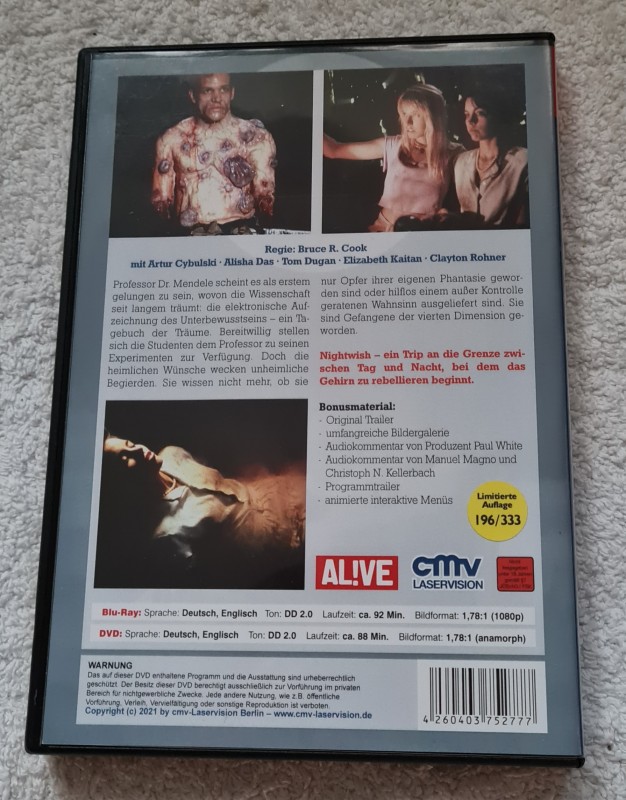 Regie: Bruce R. Cook
mit Artur Cybulski · Alisha Das · Tom Dugan · Elizabeth Kaitan · Clayton Rohner
Professor Dr. Mendele scheint es als erstem
gelungen zu sein, wovon die Wissenschaft
seit langem träumt: die elektronische Auf-
zeichnung des Unterbewusstseins – ein Ta-
gebuch der Träume. Bereitwillig stellen
sich die Studenten dem Professor zu seinen
Experimenten zur Verfügung. Doch die
heimlichen Wünsche wecken unheimliche
Begierden. Sie wissen nicht mehr, ob sie
nur Opfer ihrer eigenen Phantasie gewor-
den sind oder hilflos einem außer Kontrolle
geratenen Wahnsinn ausgeliefert sind. Sie
sind Gefangene der vierten Dimension ge-
worden.
Nightwish – ein Trip an die Grenze zwi-
schen Tag und Nacht, bei dem das
Gehirn zu rebellieren beginnt.
Bonusmaterial:
- Original Trailer
- umfangreiche Bildergalerie
- Audiokommentar von Produzent Paul White
- Audiokommentar von Manuel Magno und
Christoph N. Kellerbach
- Programtrailer
- animierte interaktive Menüs
Limitierte
Auflage
196/333
AL!VE
cmv
LASERVISION
Blu-Ray: Sprache: Deutsch, Englisch Ton: DD 2.0 Laufzeit: ca. 92 Min. Bildformat: 1,78:1 (1080p)
DVD: Sprache: Deutsch, Englisch Ton: DD 2.0 Laufzeit: ca. 88 Min. Bildformat: 1,78:1 (anamorph)
WARNUNG
Das auf dieser DVD enthaltene Programm und die Ausstattung sind urheberrechtlich
geschützt. Der Besitz dieser DVD berechtigt ausschließlich zur Vorführung im privaten
Bereich für nichtgewerbliche Zwecke. Jede andere Nutzung, wie z.B. öffentliche
Vorführung, Verleih, Vervielfältigung oder sonstige Reproduktion ist verboten.
Copyright (c) 2021 by cmv-Laservision Berlin – www.cmv-laservision.de
4 260403 752777